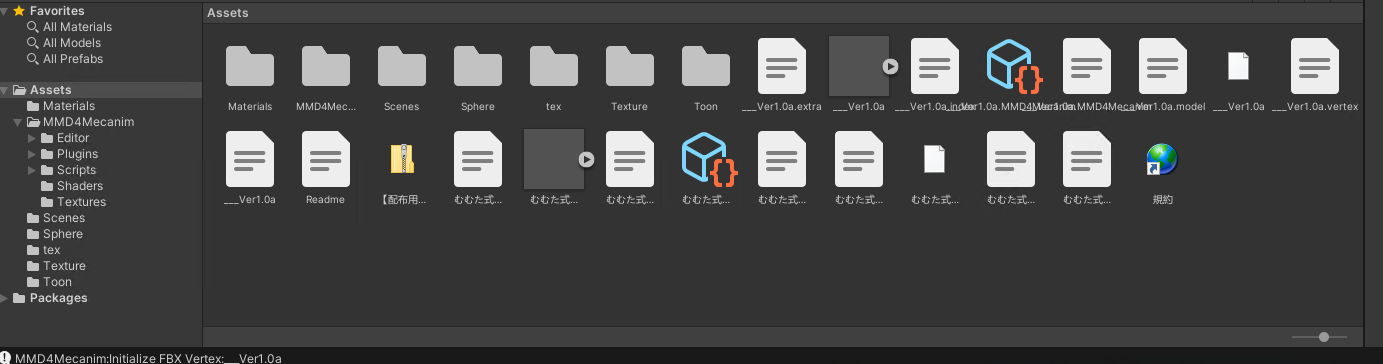 Favorites
All Materials
All Models
All Prefabs
Assets
Materials
MMD4Mecanim
Editor
Plugins
Scripts
Shaders
Textures
Scenes
Sphere
tex
Texture
Toon
Packages
Assets
Materials
MMD4Mec...
Scenes
Sphere
tex
Texture
Toon
___Ver1.0a.extra
___Ver1.0a
___Ver1.0a.index
___Ver1.0a.MMD4Mecanim
___Ver1.0a.MMD4Mecanim
___Ver1.0a.model
___Ver1.0a
___Ver1.0a.vertex
___Ver1.0a
Readme
【配布用...
むむた式...
むむた式...
むむた式...
むむた式...
むむた式...
むむた式...
むむた式...
むむた式...
むむた式...
規約
MMD4Mecanim:Initialize FBX Vertex:___Ver1.0a